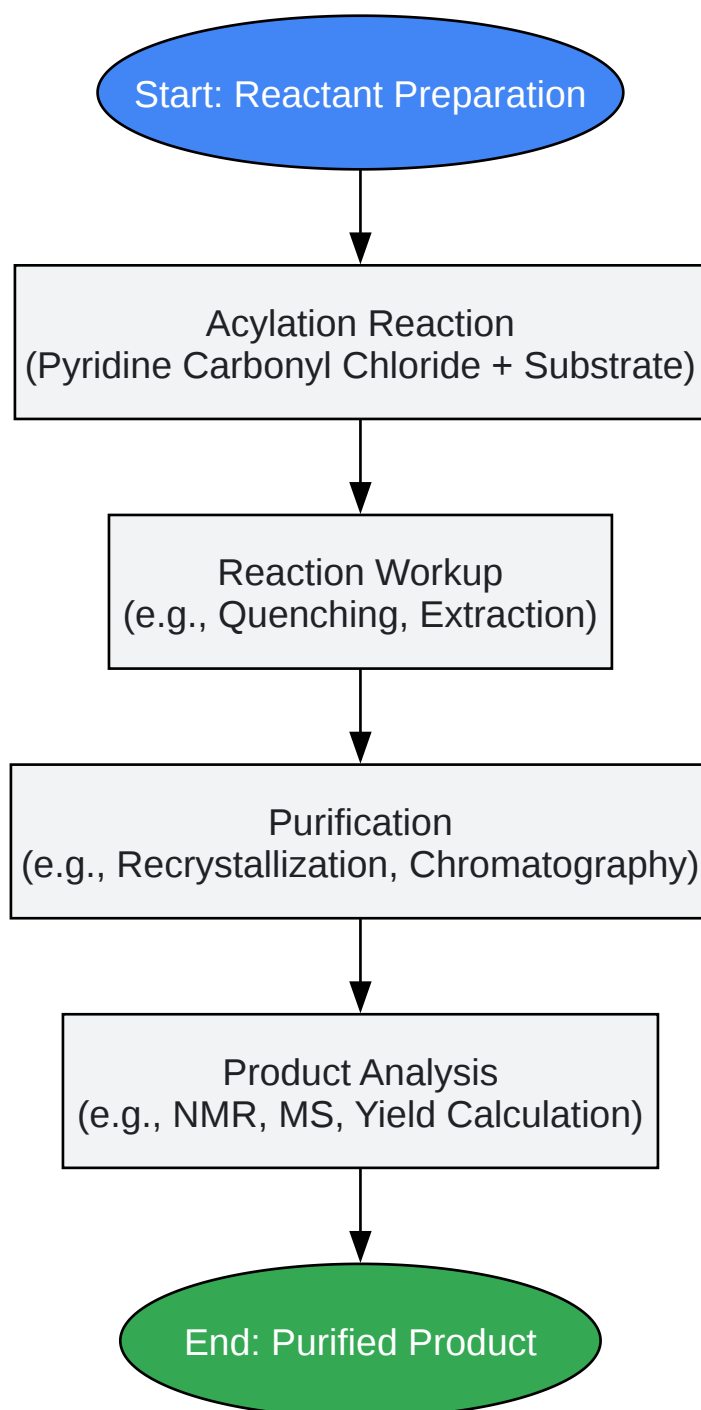 Start: Reactant Preparation
Acylation Reaction
(Pyridine Carbonyl Chloride + Substrate)
Reaction Workup
(e.g., Quenching, Extraction)
Purification
(e.g., Recrystallization, Chromatography)
Product Analysis
(e.g., NMR, MS, Yield Calculation)
End: Purified Product